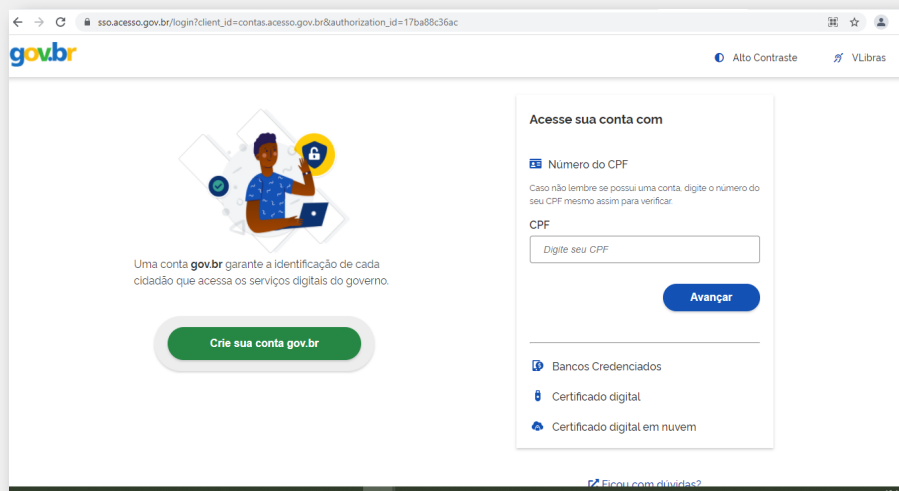 sso.acesso.gov.br/login?client_id=contas.acesso.gov.br&authorization_id=17ba88c36ac
gov.br
Alto Contraste
VLibras
Acesse sua conta com
Número do CPF
Caso não lembre se possui uma conta, digite o número do
seu CPF mesmo assim para verificar.
CPF
Digite seu CPF
Avançar
Uma conta gov.br garante a identificação de cada
cidadão que acessa os serviços digitais do governo.
Crie sua conta gov.br
Bancos Credenciados
Certificado digital
Certificado digital em nuvem
Ficou com dúvidas?